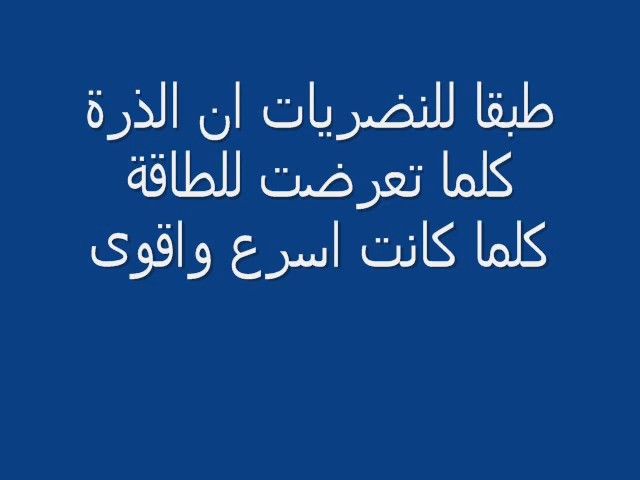 طبقا للنضريات ان الذرة
كلما تعرضت للطاقة
كلما كانت اسرع واقوى